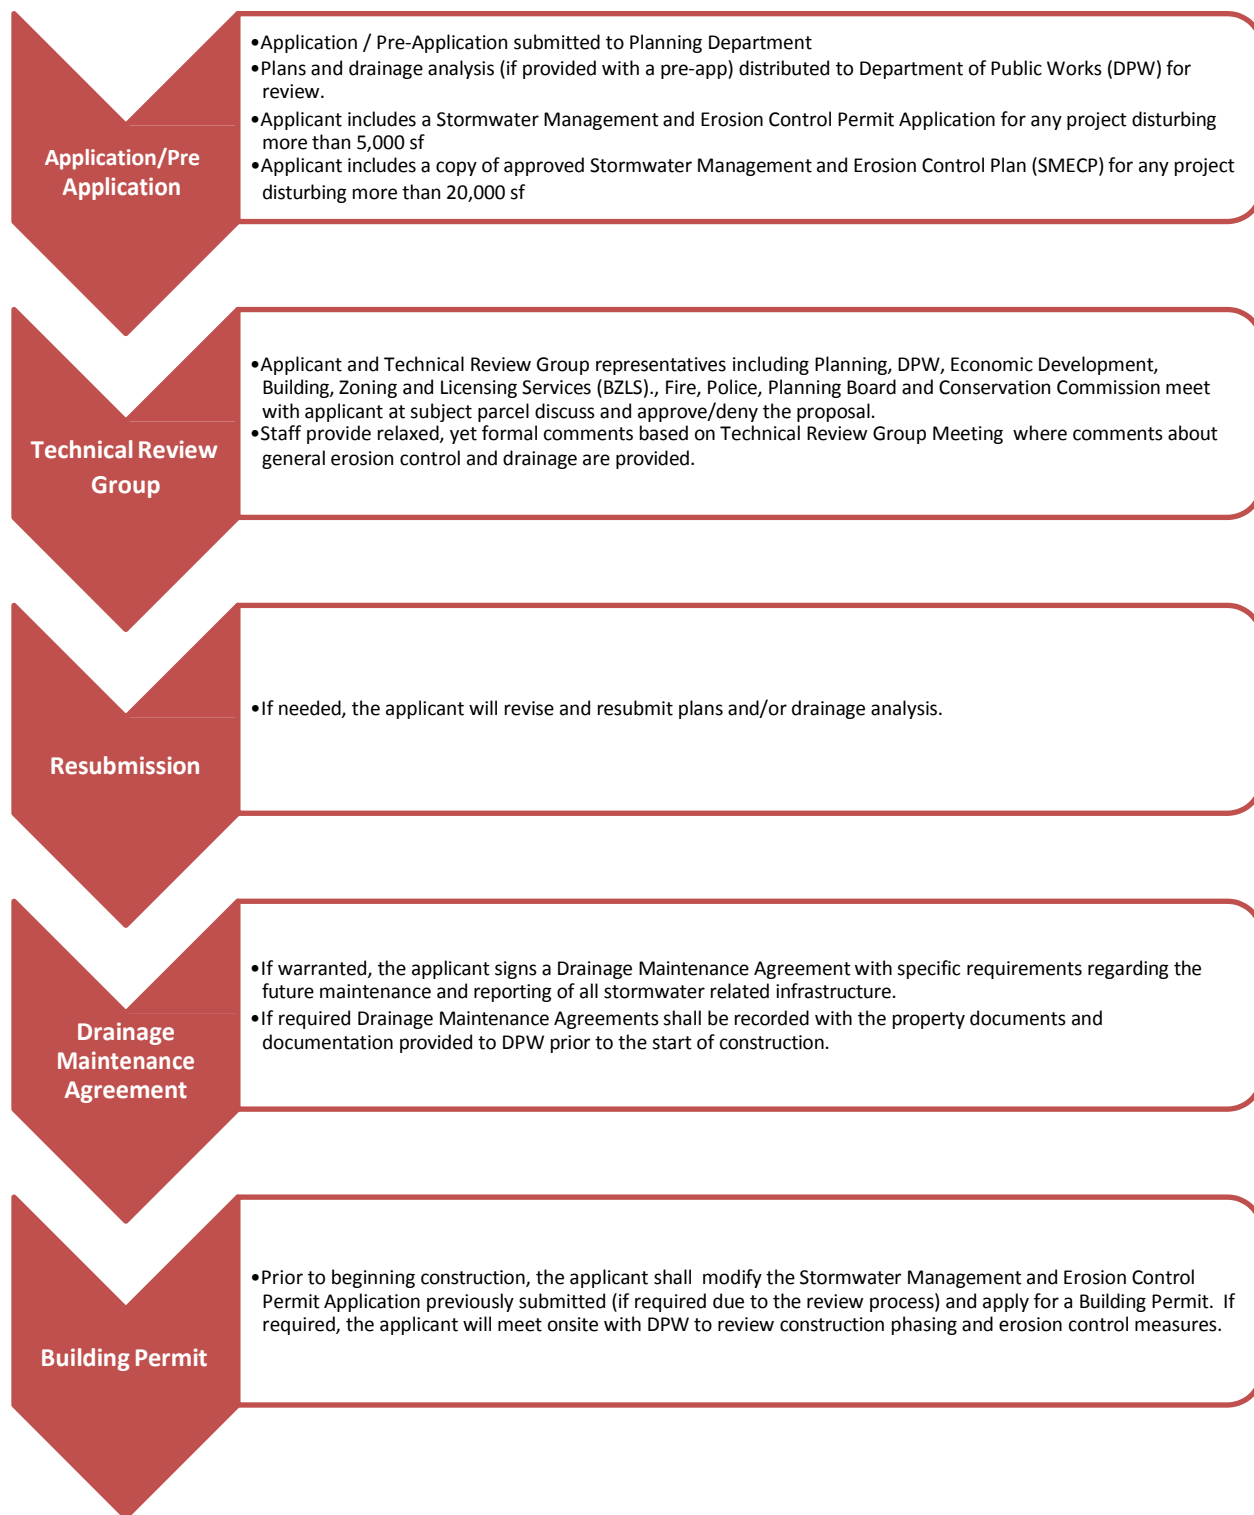 Application/Pre
Application
•Application / Pre-Application submitted to Planning Department
•Plans and drainage analysis (if provided with a pre-app) distributed to Department of Public Works (DPW) for
review.
•Applicant includes a Stormwater Management and Erosion Control Permit Application for any project disturbing
more than 5,000 sf
•Applicant includes a copy of approved Stormwater Management and Erosion Control Plan (SMECP) for any project
disturbing more than 20,000 sf
Technical Review
Group
•Applicant and Technical Review Group representatives including Planning, DPW, Economic Development,
Building, Zoning and Licensing Services (BZLS)., Fire, Police, Planning Board and Conservation Commission meet
with applicant at subject parcel discuss and approve/deny the proposal.
•Staff provide relaxed, yet formal comments based on Technical Review Group Meeting where comments about
general erosion control and drainage are provided.
Resubmission
•If needed, the applicant will revise and resubmit plans and/or drainage analysis.
Drainage
Maintenance
Agreement
•If warranted, the applicant signs a Drainage Maintenance Agreement with specific requirements regarding the
future maintenance and reporting of all stormwater related infrastructure.
•If required Drainage Maintenance Agreements shall be recorded with the property documents and
documentation provided to DPW prior to the start of construction.
Building Permit
•Prior to beginning construction, the applicant shall modify the Stormwater Management and Erosion Control
Permit Application previously submitted (if required due to the review process) and apply for a Building Permit. If
required, the applicant will meet onsite with DPW to review construction phasing and erosion control measures.